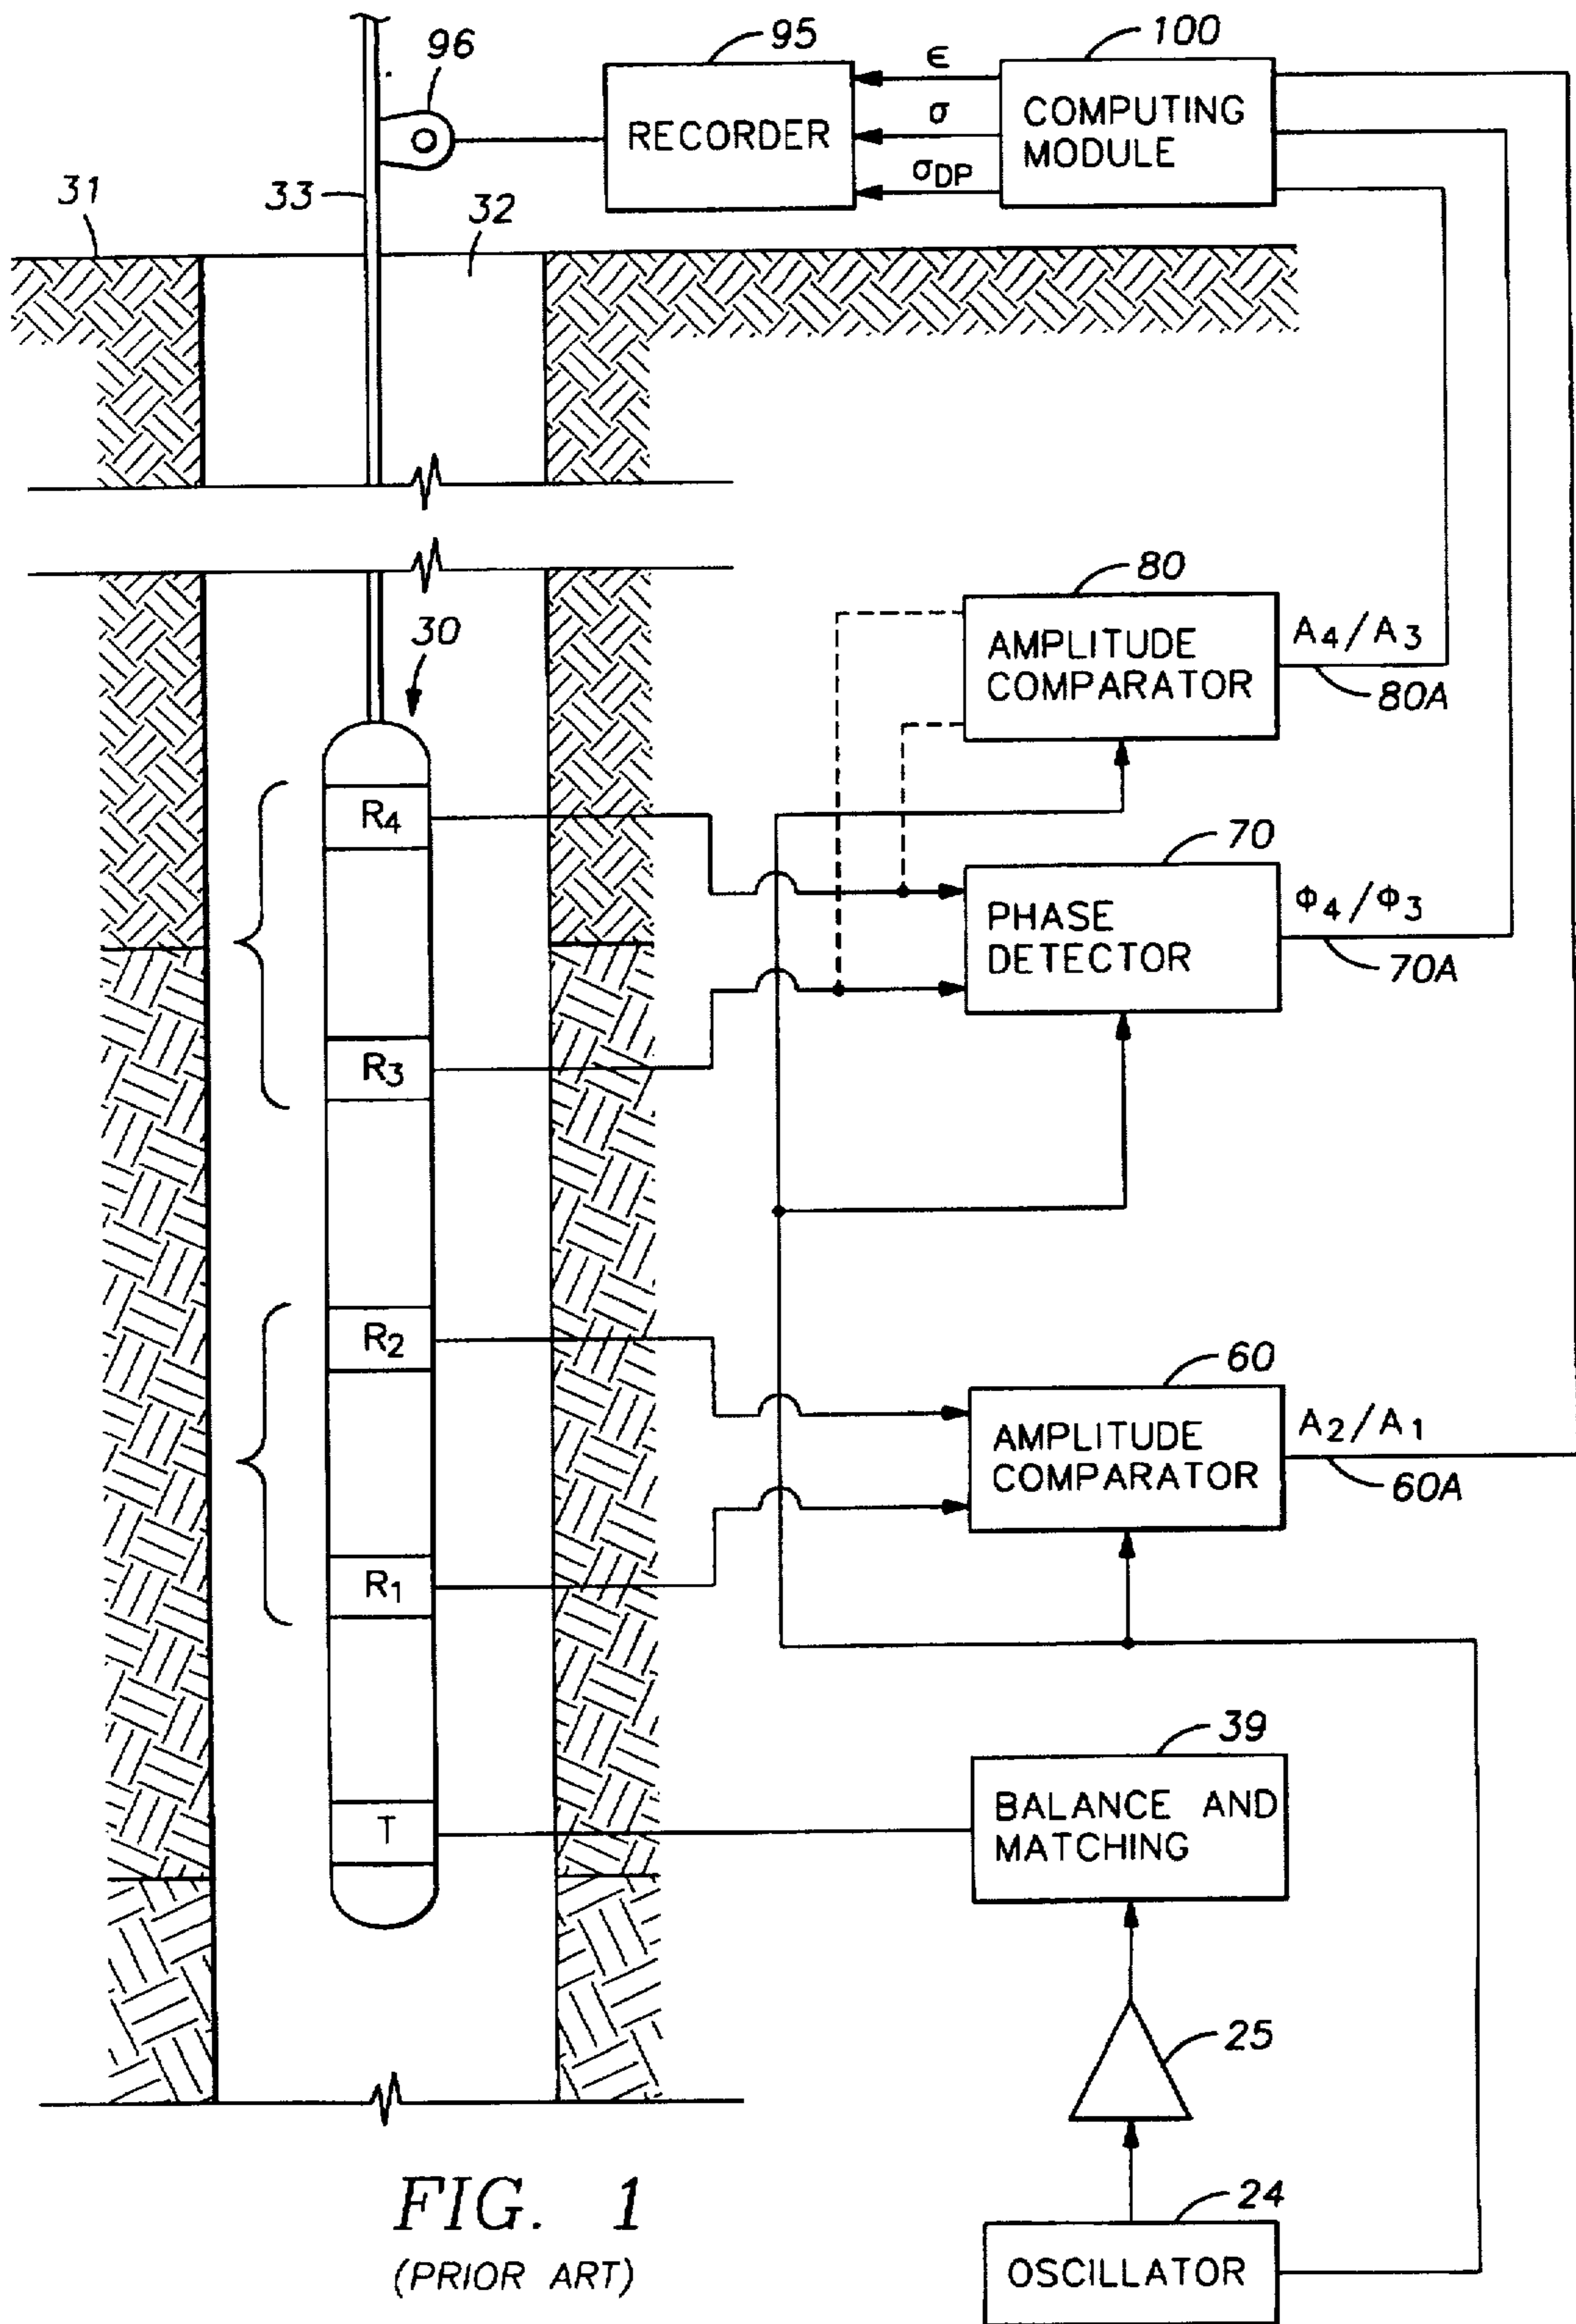 96
95
100
ϵ
σ
σDP
RECORDER
COMPUTING
MODULE
31
33
32
80
30
AMPLITUDE
COMPARATOR
A4/A3
80A
R4
70
PHASE
DETECTOR
Φ4/Φ3
70A
R3
60
R2
AMPLITUDE
COMPARATOR
A2/A1
60A
R1
39
BALANCE AND
MATCHING
T
25
24
OSCILLATOR
FIG. 1
(PRIOR ART)